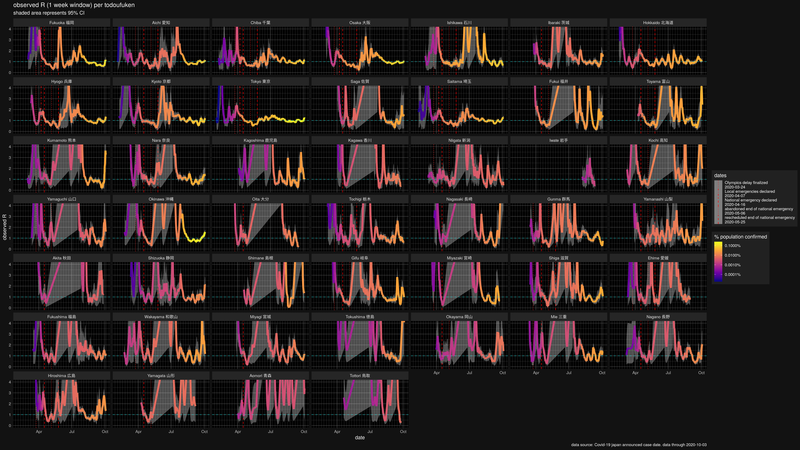 observed R (1 week window) per todoufuken
shaded area represents 95% CI
Fukuoka 福岡
Aichi 愛知
Chiba 千葉
Osaka 大阪
Ishikawa 石川
Ibaraki 茨城
Hokkaido 北海道
Hyogo 兵庫
Kyoto 京都
Tokyo 東京
Saga 佐賀
Saitama 埼玉
Fukui 福井
Toyama 富山
Kumamoto 熊本
Nara 奈良
Kagoshima 鹿児島
Kagawa 香川
Niigata 新潟
Iwate 岩手
Kochi 高知
Yamaguchi 山口
Okinawa 沖縄
Oita 大分
Tochigi 栃木
Nagasaki 長崎
Gunma 群馬
Yamanashi 山梨
Akita 秋田
Shizuoka 静岡
Shimane 島根
Gifu 岐阜
Miyazaki 宮崎
Shiga 滋賀
Ehime 愛媛
Fukushima 福島
Wakayama 和歌山
Miyagi 宮城
Tokushima 徳島
Okayama 岡山
Mie 三重
Nagano 長野
Hiroshima 広島
Yamagata 山形
Aomori 青森
Tottori 鳥取
observed R
4
3
2
1
0
Apr
Jul
Oct
date
dates
Olympics delay finalized
2020-03-24
Local emergencies declared
2020-04-07
National emergency declared
2020-04-16
abandoned end of national emergency
2020-05-06
rescheduled end of national emergency
2020-05-25
% population confirmed
0.1000%
0.0100%
0.0010%
0.0001%
data source: Covid-19 japan announced case date. data through 2020-10-03